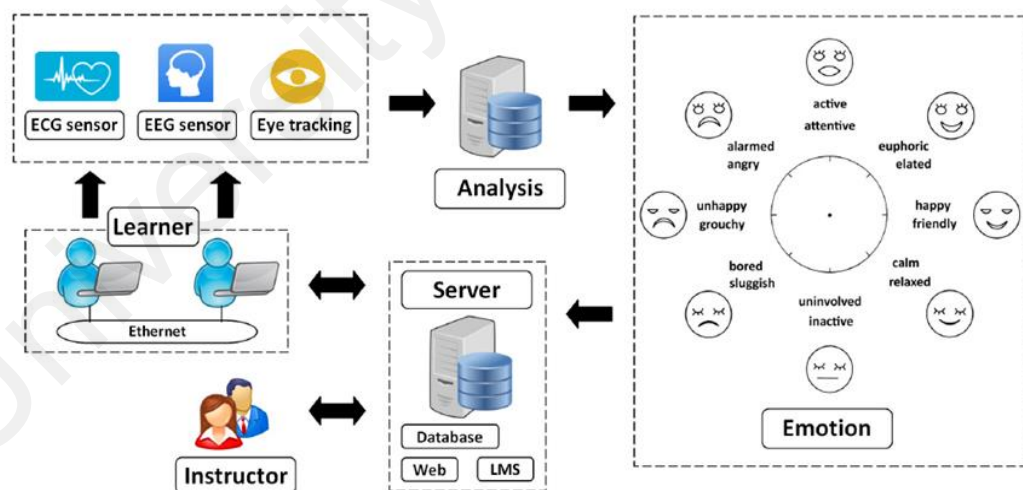 University
ECG sensor
EEG sensor
Eye tracking
Analysis
Learner
Ethernet
Instructor
Server
Database
Web
LMS
active
attentive
euphoric
elated
happy
friendly
calm
relaxed
uninvolved
inactive
bored
sluggish
unhappy
grouchy
alarmed
angry
Emotion